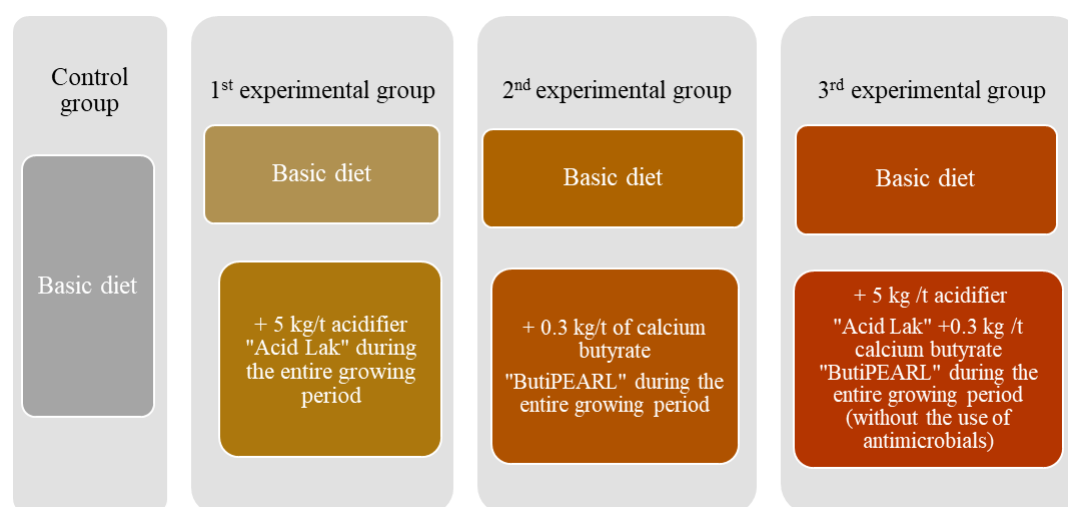 Control
group
Basic diet
1st experimental group
Basic diet
+ 5 kg/t acidifier
"Acid Lak" during
the entire growing
period
2nd experimental group
Basic diet
+ 0.3 kg/t of calcium
butyrate
"ButiPEARL" during the
entire growing period
3rd experimental group
Basic diet
+ 5 kg /t acidifier
"Acid Lak" +0.3 kg /t
calcium butyrate
"ButiPEARL" during the
entire growing period
(without the use of
antimicrobials)